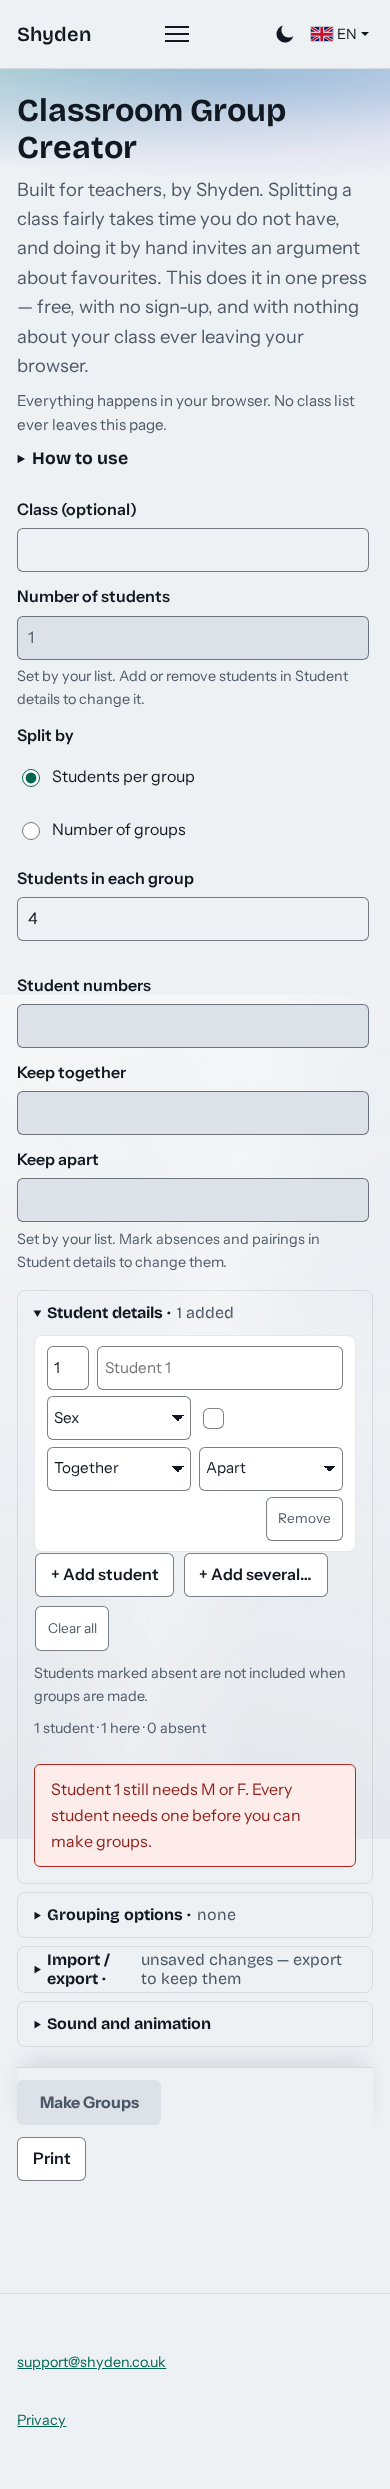 Shyden
EN
Classroom Group
Creator
Built for teachers, by Shyden. Splitting a
class fairly takes time you do not have,
and doing it by hand invites an argument
about favourites. This does it in one press
— free, with no sign-up, and with nothing
about your class ever leaving your
browser.
Everything happens in your browser. No class list
ever leaves this page.
How to use
Class (optional)
Number of students
1
Set by your list. Add or remove students in Student
details to change it.
Split by
Students per group
Number of groups
Students in each group
4
Student numbers
Keep together
Keep apart
Set by your list. Mark absences and pairings in
Student details to change them.
Student details · 1 added
1 Student 1
Sex
Together Apart
Remove
+ Add student + Add several…
Clear all
Students marked absent are not included when
groups are made.
1 student · 1 here · 0 absent
Student 1 still needs M or F. Every
student needs one before you can
make groups.
Grouping options · none
Import / export · unsaved changes — export to keep them
Sound and animation
Make Groups
Print
support@shyden.co.uk
Privacy